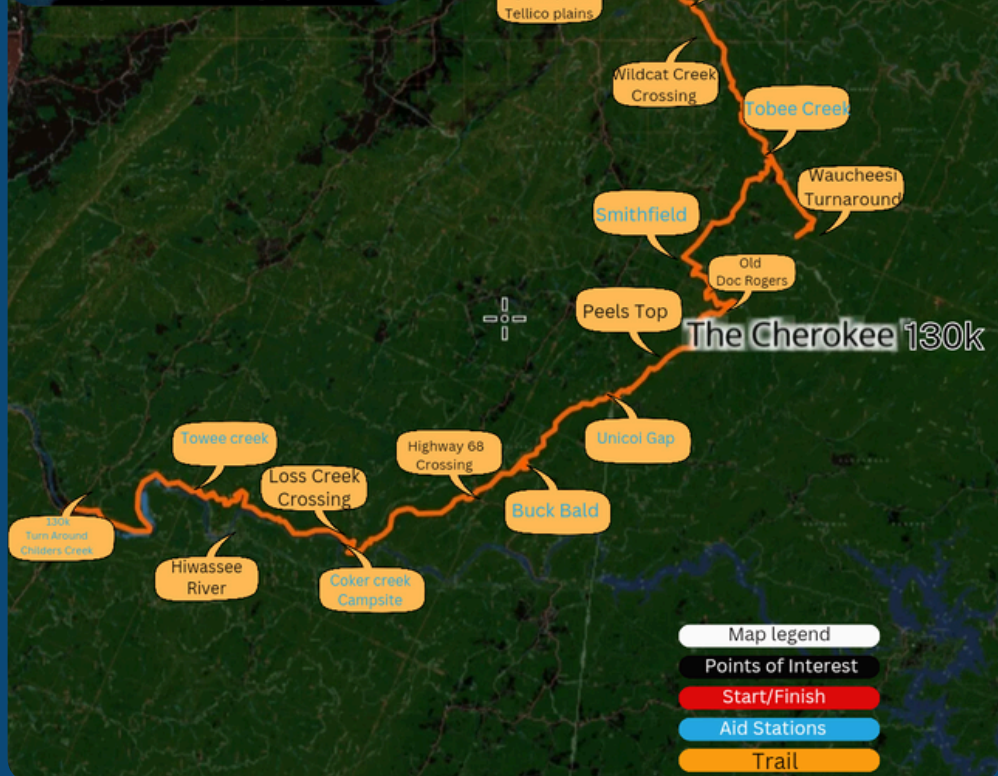 Tellico plains
Wildcat Creek
Crossing
Tobee Creek
Waucheesi
Turnaround
Smithfield
Old
Doc Rogers
Peels Top
The Cherokee 130k
Unicoi Gap
Highway 68
Crossing
Towee creek
Loss Creek
Crossing
Buck Bald
130k
Turn Around
Childers Creek
Hiwassee
River
Coker creek
Campsite
Map legend
Points of Interest
Start/Finish
Aid Stations
Trail